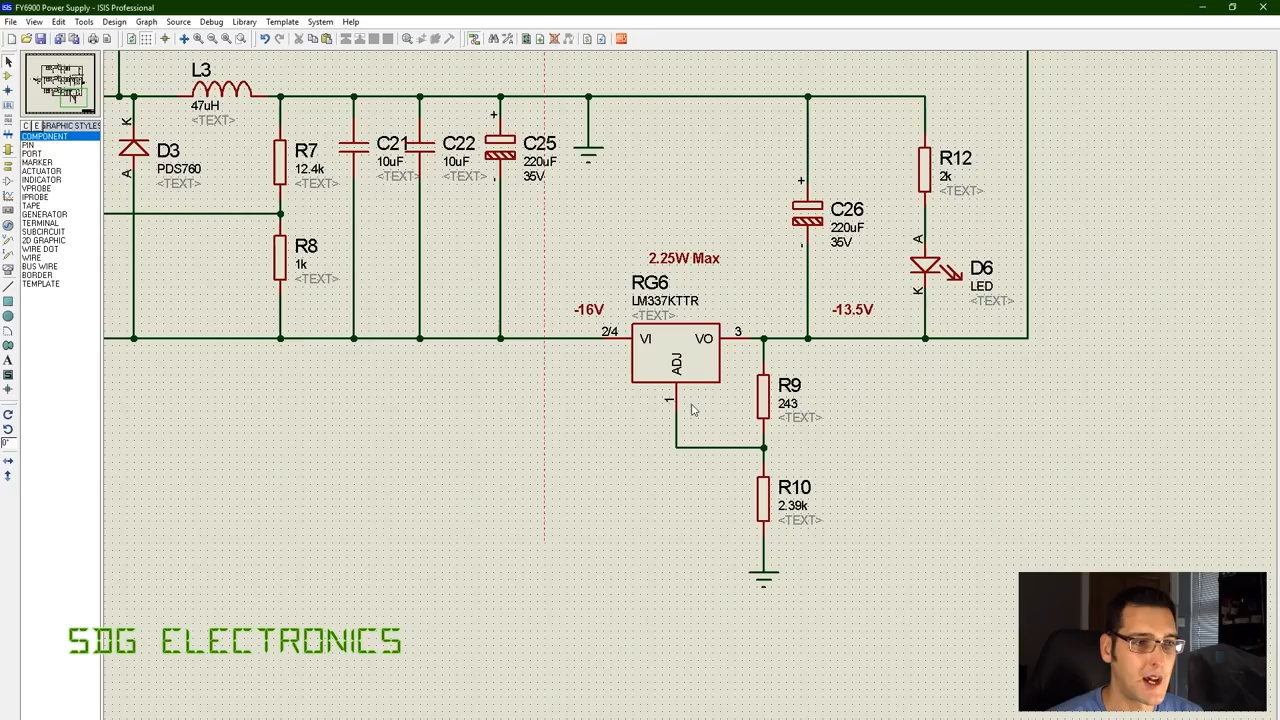 FY6900 Power Supply - ISIS Professional
File View Edit Tools Design Graph Source Debug Library Template System Help
C E GRAPHIC STYLES
COMPONENT
PIN
PORT
MARKER
ACTUATOR
INDICATOR
VPROBE
IPROBE
TAPE
GENERATOR
TERMINAL
SUBCIRCUIT
2D GRAPHIC
WIRE DOT
WIRE
BUS WIRE
BORDER
TEMPLATE
L3
47uH
<TEXT>
K
D3
PDS760
<TEXT>
A
R7
12.4k
<TEXT>
R8
1k
<TEXT>
C21
10uF
<TEXT>
C22
10uF
<TEXT>
+
C25
220uF
35V
-
+
C26
220uF
35V
-
R12
2k
<TEXT>
A
D6
LED
<TEXT>
K
2.25W Max
RG6
LM337KTTR
<TEXT>
-16V
-13.5V
2/4
VI
VO
3
ADJ
1
R9
243
<TEXT>
R10
2.39k
<TEXT>
SDG ELECTRONICS